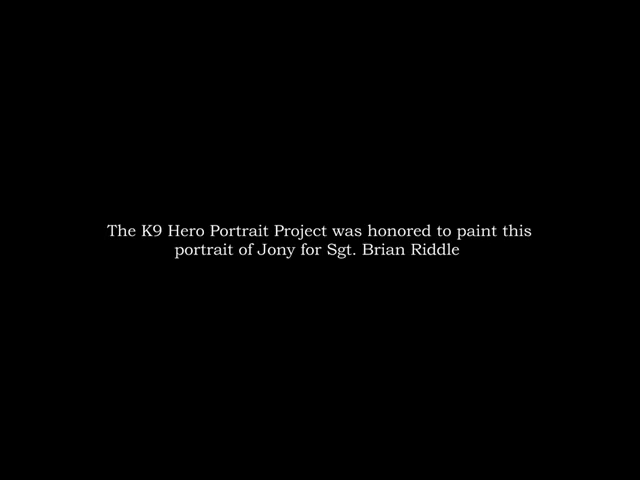 The K9 Hero Portrait Project was honored to paint this
portrait of Jony for Sgt. Brian Riddle